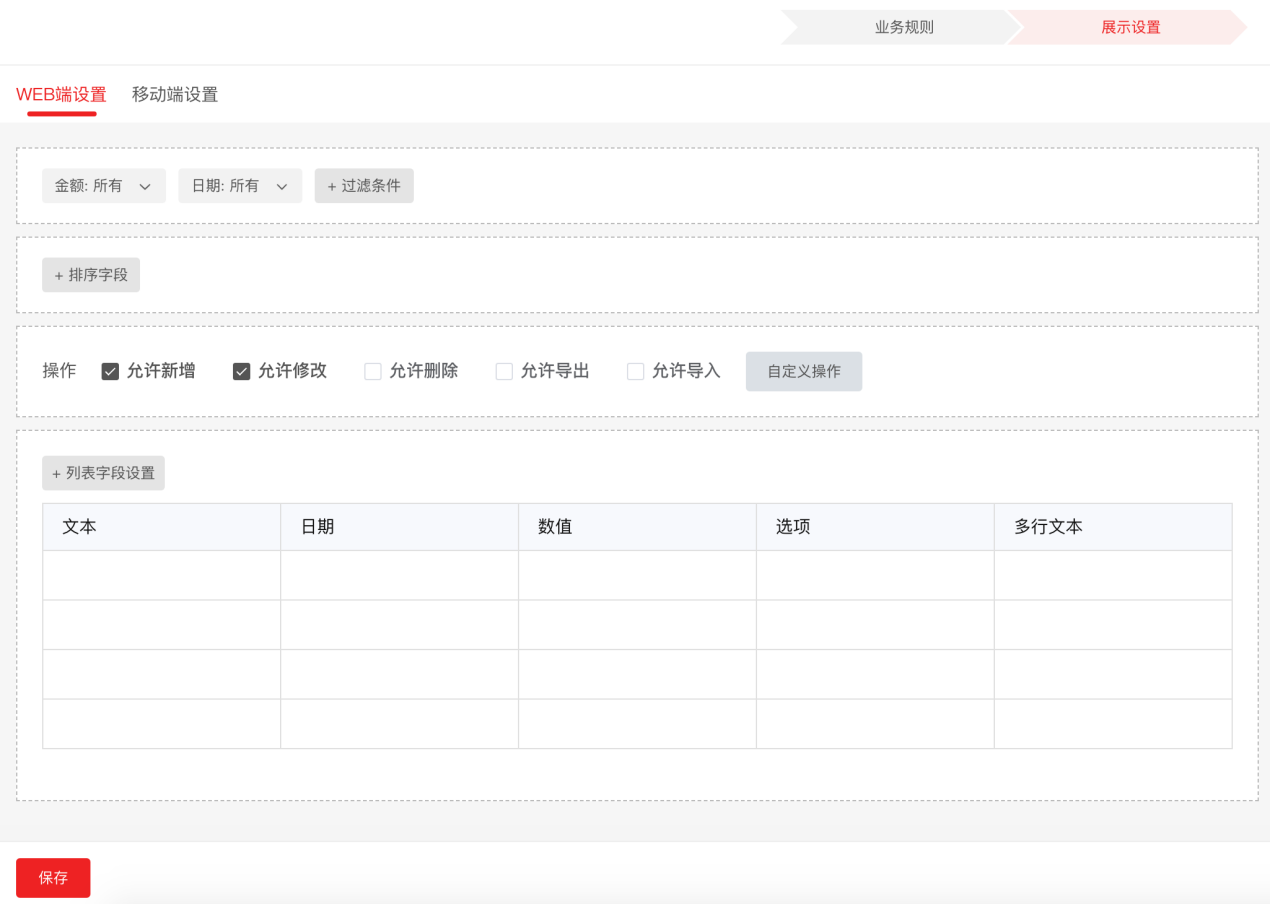 业务规则 展示设置
WEB端设置 移动端设置
金额: 所有 日期: 所有 + 过滤条件
+ 排序字段
操作 允许新增 允许修改 允许删除 允许导出 允许导入 自定义操作
+ 列表字段设置
文本 日期 数值 选项 多行文本
保存